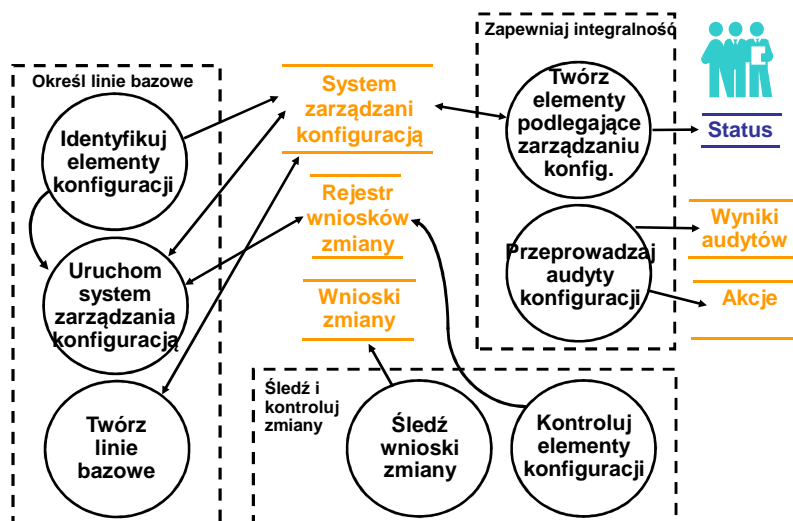 Określ linie bazowe
Identyfikuj
elementy
konfiguracji
Uruchom
system
zarządzania
konfiguracją
Twórz
linie
bazowe
System
zarządzani
konfiguracją
Rejestr
wniosków
zmiany
Wnioski
zmiany
Zapewniaj integralność
Twórz
elementy
podlegające
zarządzaniu
konfig.
Przeprowadzaj
audyty
konfiguracji
Status
Wyniki
audytów
Akcje
Śledź i
kontroluj
zmiany
Śledź
wnioski
zmiany
Kontroluj
elementy
konfiguracji